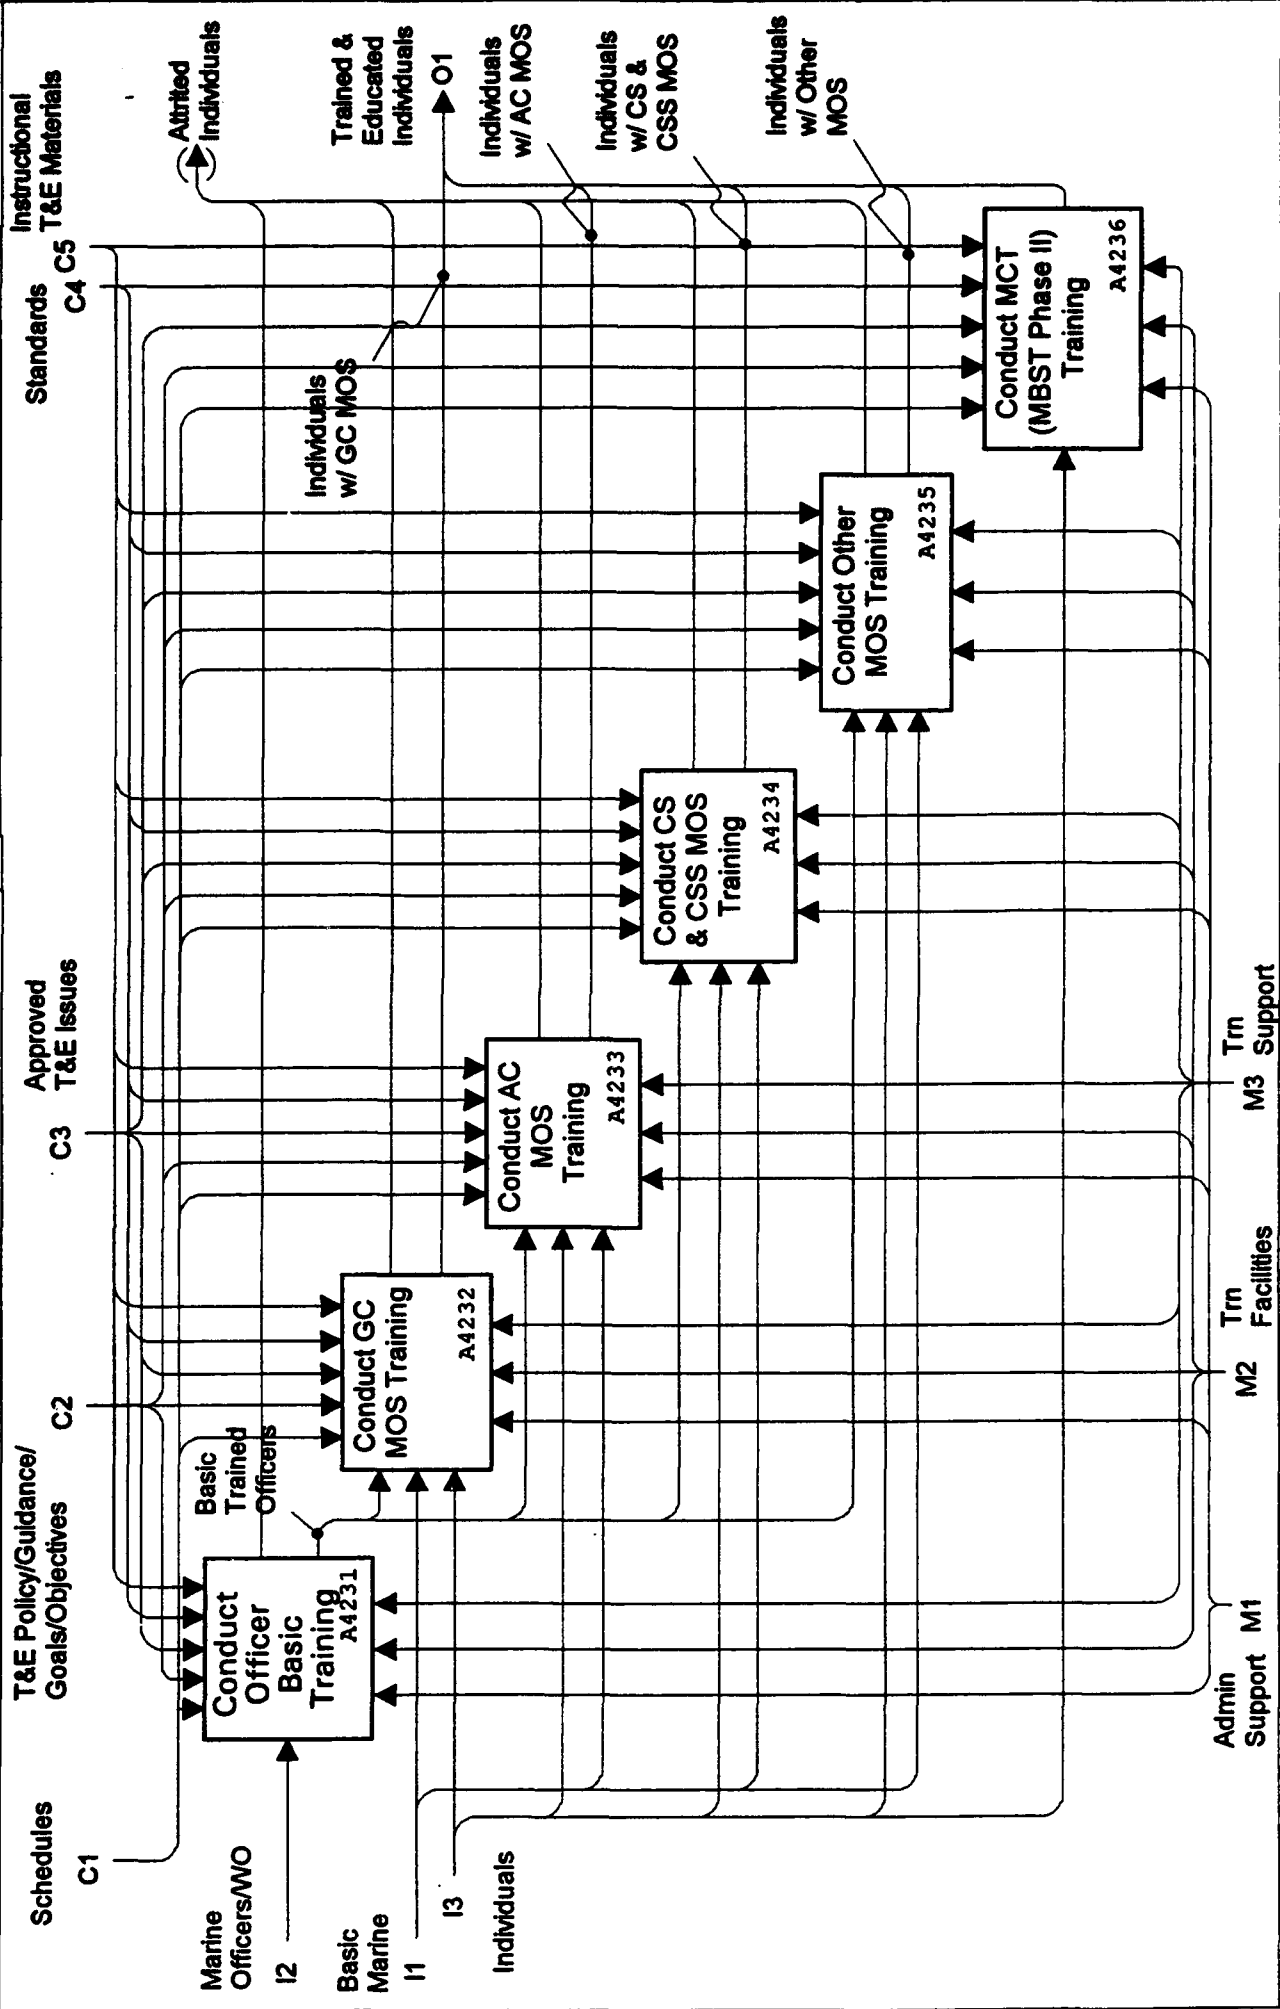 Schedules
C1
T&E Policy/Guidance/
Goals/Objectives
C2
Approved
T&E Issues
C3
Standards
C4
Instructional
T&E Materials
C5
Marine
Officers/WO
I2
Basic
Marine
I1
I3
Individuals
Conduct
Officer
Basic
Training
A4231
Basic
Trained
Officers
Conduct GC
MOS Training
A4232
Conduct AC
MOS
Training
A4233
Conduct CS
& CSS MOS
Training
A4234
Conduct Other
MOS Training
A4235
Conduct MCT
(MBST Phase II)
Training
A4236
Attrited
Individuals
Trained &
Educated
Individuals
O1
Individuals
w/ GC MOS
Individuals
w/ AC MOS
Individuals
w/ CS &
CSS MOS
Individuals
w/ Other
MOS
Admin
Support
M1
Trn
Facilities
M2
Trn
Support
M3